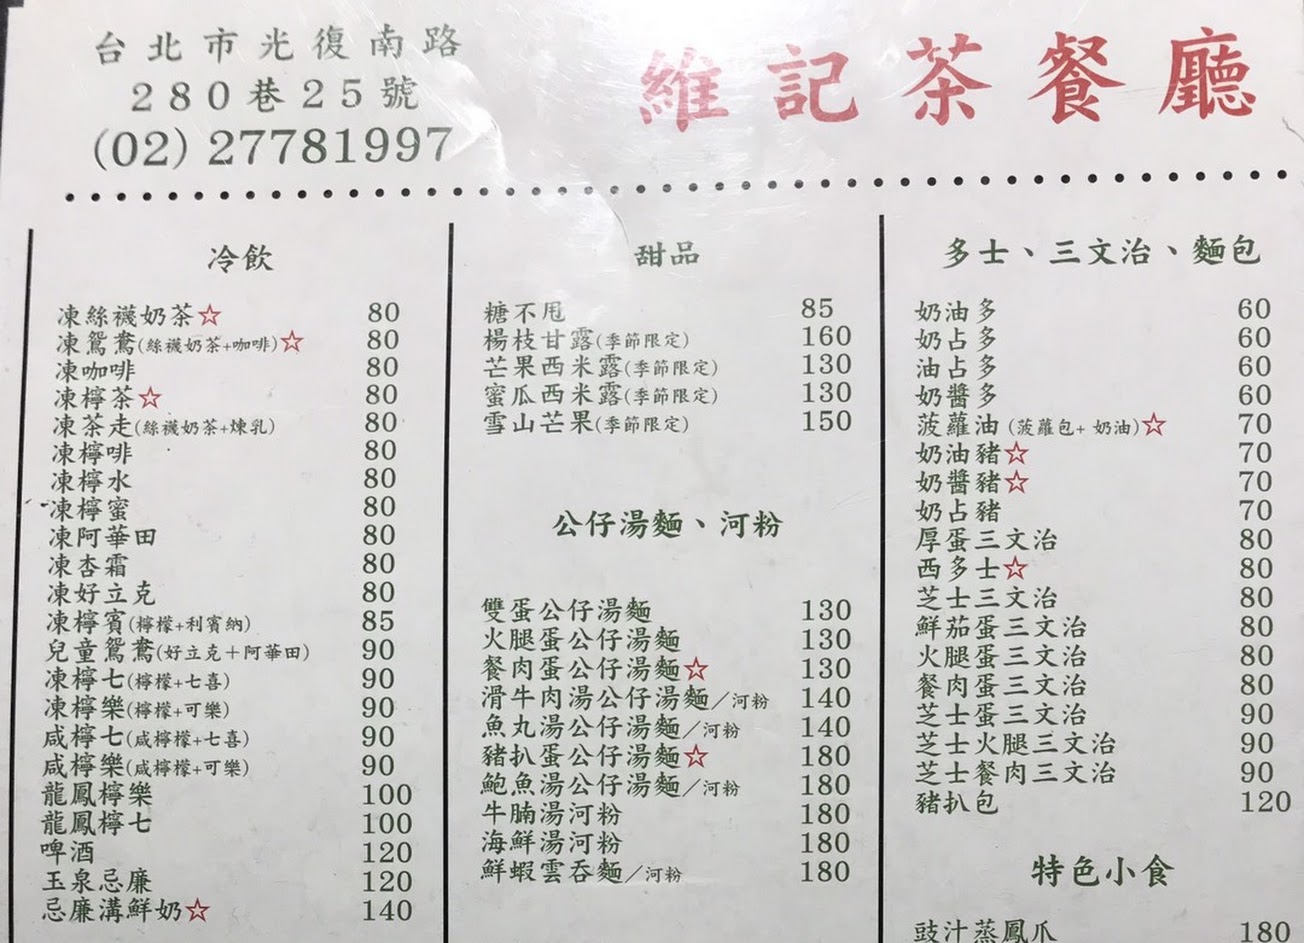 台北市光復南路
280巷25號
(02) 27781997
維記茶餐廳
冷飲
凍絲襪奶茶☆ 80
凍鴛鴦(絲襪奶茶+咖啡)☆ 80
凍咖啡 80
凍檸茶☆ 80
凍茶走(絲襪奶茶+煉乳) 80
凍檸啡 80
凍檸水 80
凍檸蜜 80
凍阿華田 80
凍杏霜 80
凍好立克 80
凍檸賓(檸檬+利賓納) 85
兒童鴛鴦(好立克＋阿華田) 90
凍檸七(檸檬+七喜) 90
凍檸樂(檸檬+可樂) 90
咸檸七(咸檸檬+七喜) 90
咸檸樂(咸檸檬+可樂) 90
龍鳳檸樂 100
龍鳳檸七 100
啤酒 120
玉泉忌廉 120
忌廉溝鮮奶☆ 140
甜品
糖不甩 85
楊枝甘露(季節限定) 160
芒果西米露(季節限定) 130
蜜瓜西米露(季節限定) 130
雪山芒果(季節限定) 150
公仔湯麵、河粉
雙蛋公仔湯麵 130
火腿蛋公仔湯麵 130
餐肉蛋公仔湯麵☆ 130
滑牛肉湯公仔湯麵／河粉 140
魚丸湯公仔湯麵／河粉 140
豬扒蛋公仔湯麵☆ 180
鮑魚湯公仔湯麵／河粉 180
牛腩湯河粉 180
海鮮湯河粉 180
鮮蝦雲吞麵／河粉 180
多士、三文治、麵包
奶油多 60
奶占多 60
油占多 60
奶醬多 60
菠蘿油 (菠蘿包+ 奶油)☆ 70
奶油豬☆ 70
奶醬豬☆ 70
奶占豬 70
厚蛋三文治 80
西多士☆ 80
芝士三文治 80
鮮茄蛋三文治 80
火腿蛋三文治 80
餐肉蛋三文治 80
芝士蛋三文治 90
芝士火腿三文治 90
芝士餐肉三文治 90
豬扒包 120
特色小食
豉汁蒸鳳爪 180